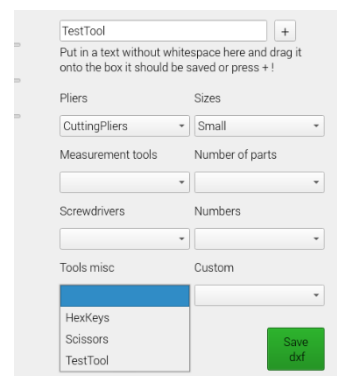 TestTool +
Put in a text without whitespace here and drag it
onto the box it should be saved or press + !
Pliers Sizes
CuttingPliers Small
Measurement tools Number of parts
Screwdrivers Numbers
Tools misc Custom
HexKeys
Scissors
TestTool
Save
dxf